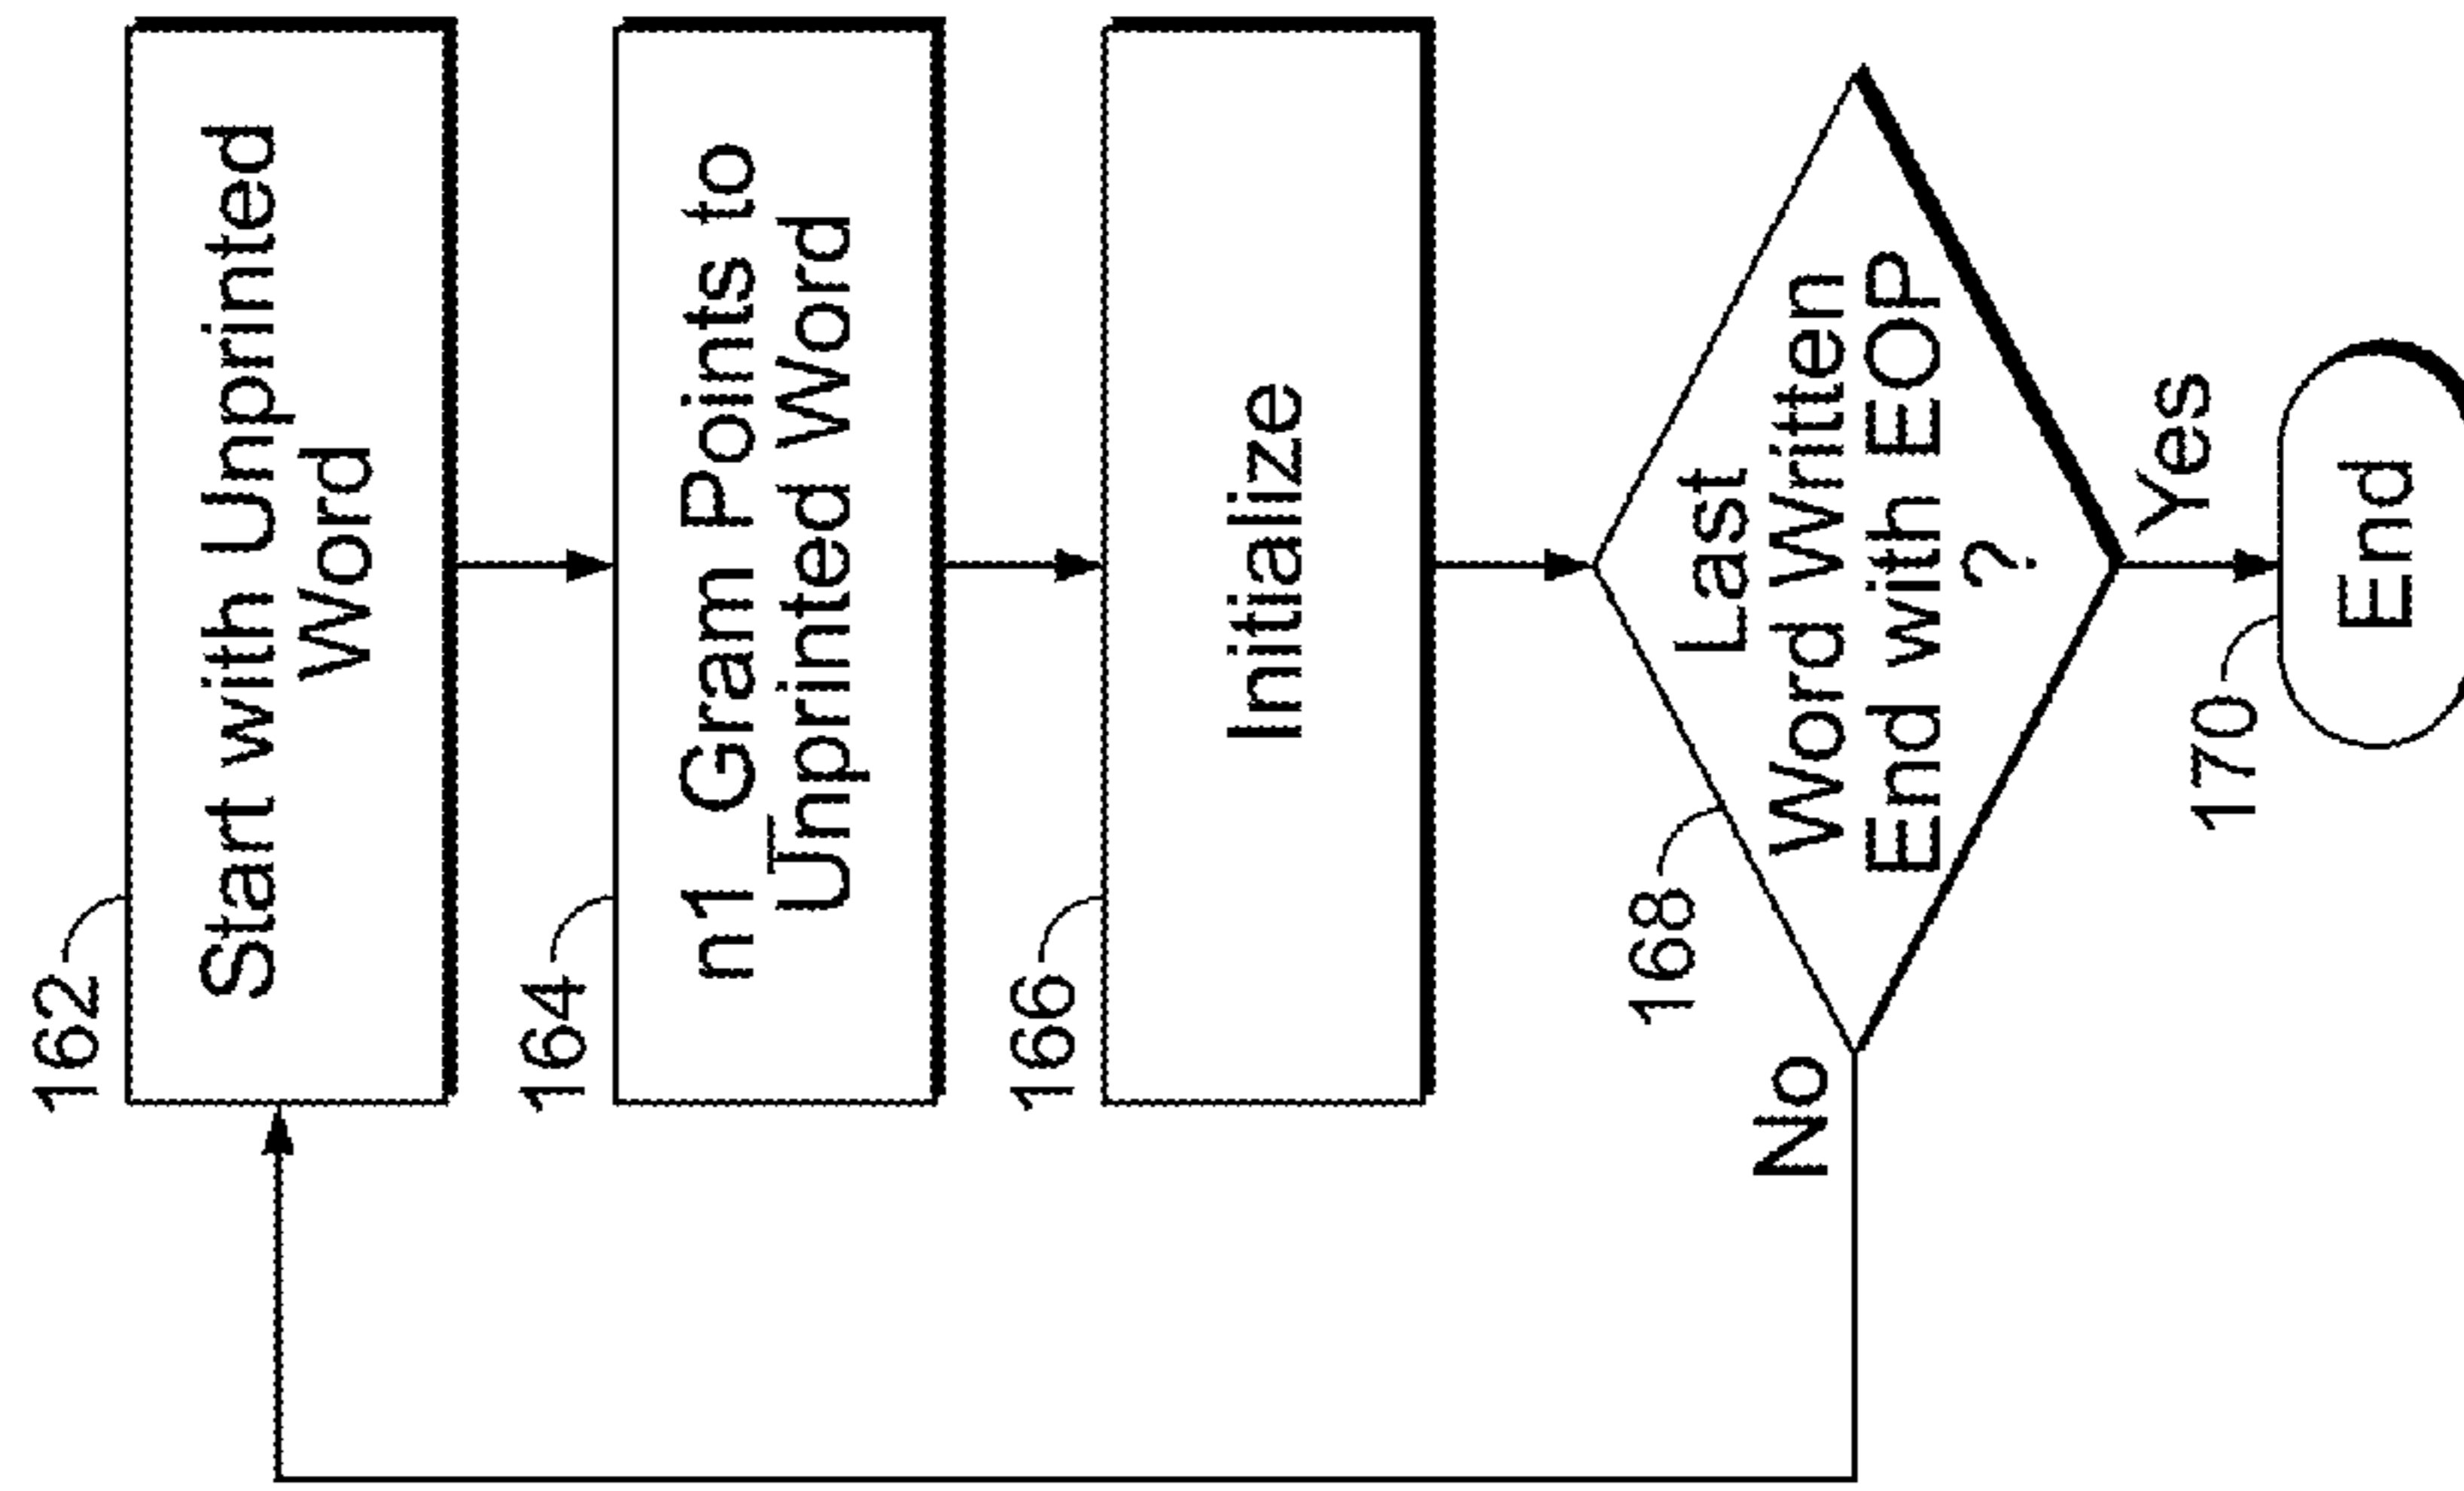 162
Start with Unprinted
Word
164
n1_Gram Points to
Unprinted Word
166
Initialize
168
Last
Word Written
End with EOP
?
No
Yes
170
End